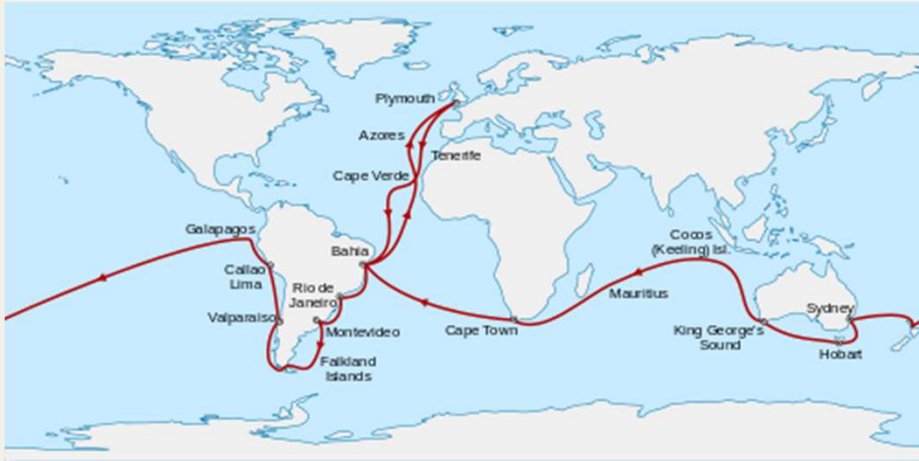 Plymouth
Azores
Tenerife
Cape Verde
Galapagos
Bahia
Cocos
(Keeling) Isl.
Callao
Lima
Rio de
Janeiro
Mauritius
Valparaiso
Montevideo
Cape Town
King George's
Sound
Sydney
Hobart
Falkland
Islands